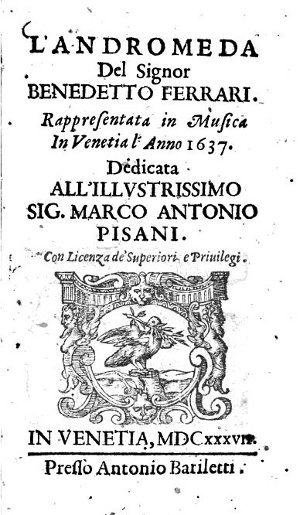 L'ANDROMEDA
Del Signor
BENEDETTO FERRARI.
Rappresentata in Musica
In Venetia l'Anno 1637.
Dedicata
ALL'ILLVSTRISSIMO
SIG. MARCO ANTONIO
PISANI.
Con Licenza de' Superiori, e Priuilegi.
IN VENETIA, MDCXXXVII.
Presso Antonio Bariletti.